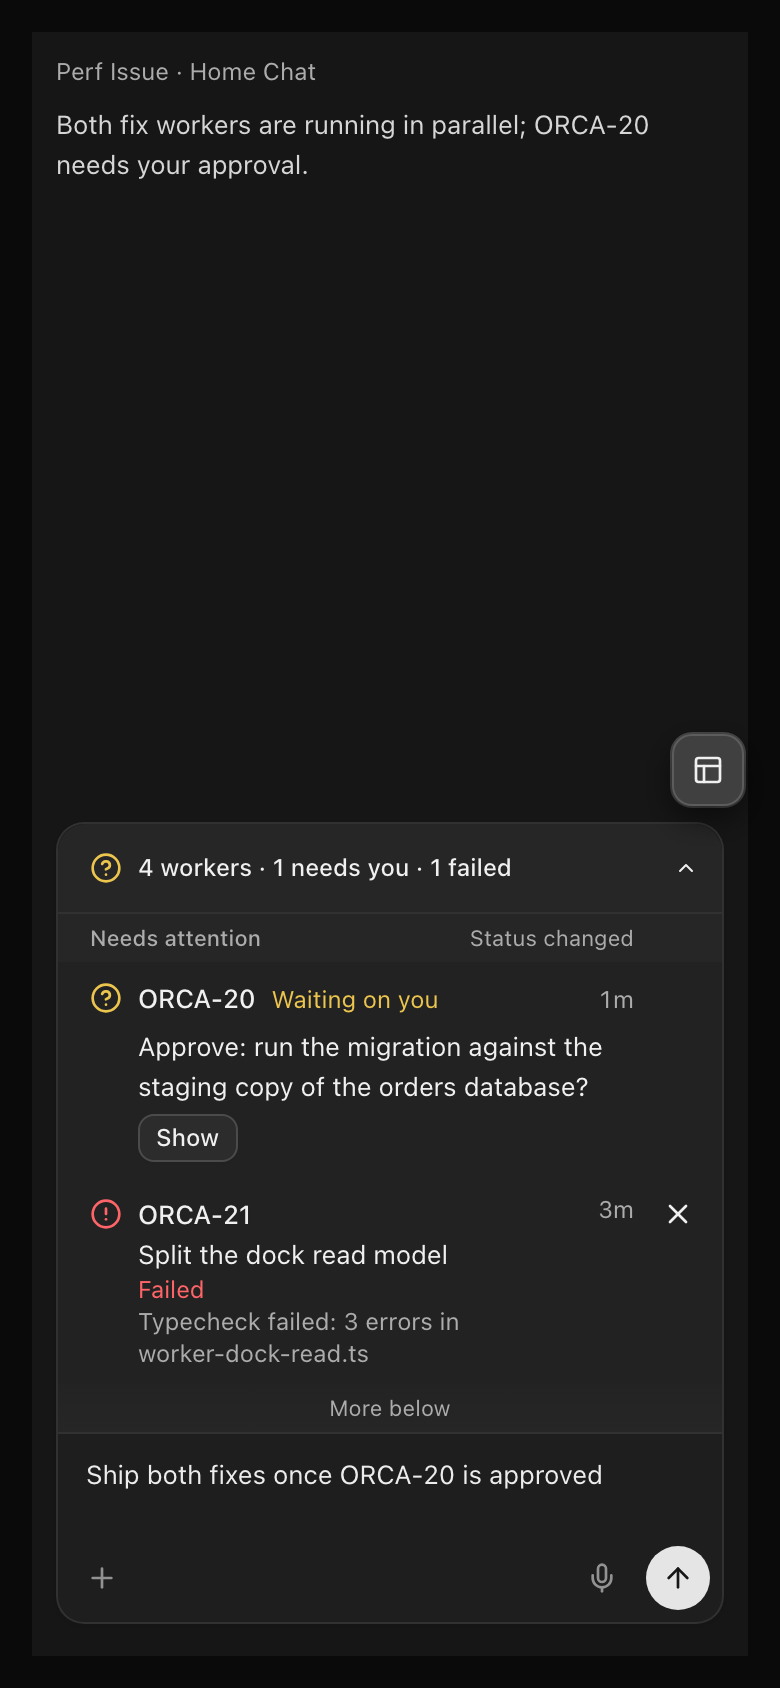 Perf Issue · Home Chat
Both fix workers are running in parallel; ORCA-20
needs your approval.
4 workers · 1 needs you · 1 failed
Needs attention
Status changed
ORCA-20 Waiting on you 1m
Approve: run the migration against the
staging copy of the orders database?
Show
ORCA-21 3m
Split the dock read model
Failed
Typecheck failed: 3 errors in
worker-dock-read.ts
More below
Ship both fixes once ORCA-20 is approved